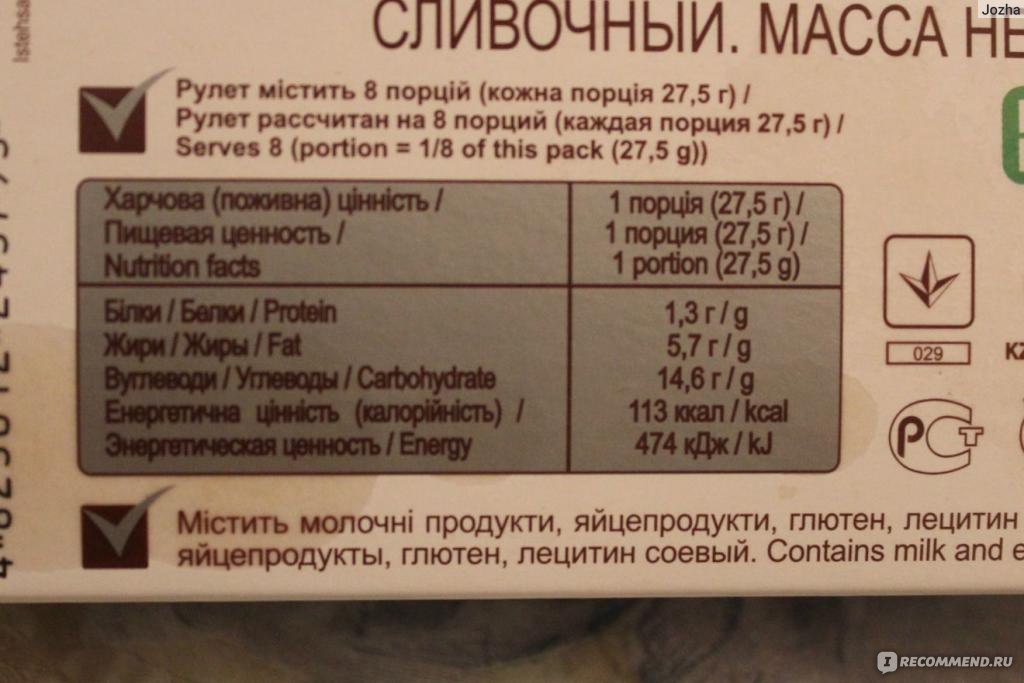 Jozha
СЛИВОЧНЫЙ. МАССА НЕ
Рулет містить 8 порцій (кожна порція 27,5 г) /
Рулет рассчитан на 8 порций (каждая порция 27,5 г) /
Serves 8 (portion = 1/8 of this pack (27,5 g))
Харчова (поживна) цінність /
Пищевая ценность /
Nutrition facts
1 порція (27,5 г) /
1 порция (27,5 г) /
1 portion (27,5 g)
Білки / Белки / Protein 1,3 г / g
Жири / Жиры / Fat 5,7 г / g
Вуглеводи / Углеводы / Carbohydrate 14,6 г / g
Енергетична цінність (калорійність) / 113 ккал / kcal
Энергетическая ценность / Energy 474 кДж / kJ
029
KZ
РСТ
Містить молочні продукти, яйцепродукти, глютен, лецитин
яйцепродукты, глютен, лецитин соевый. Contains milk and e
IRECOMMEND.RU